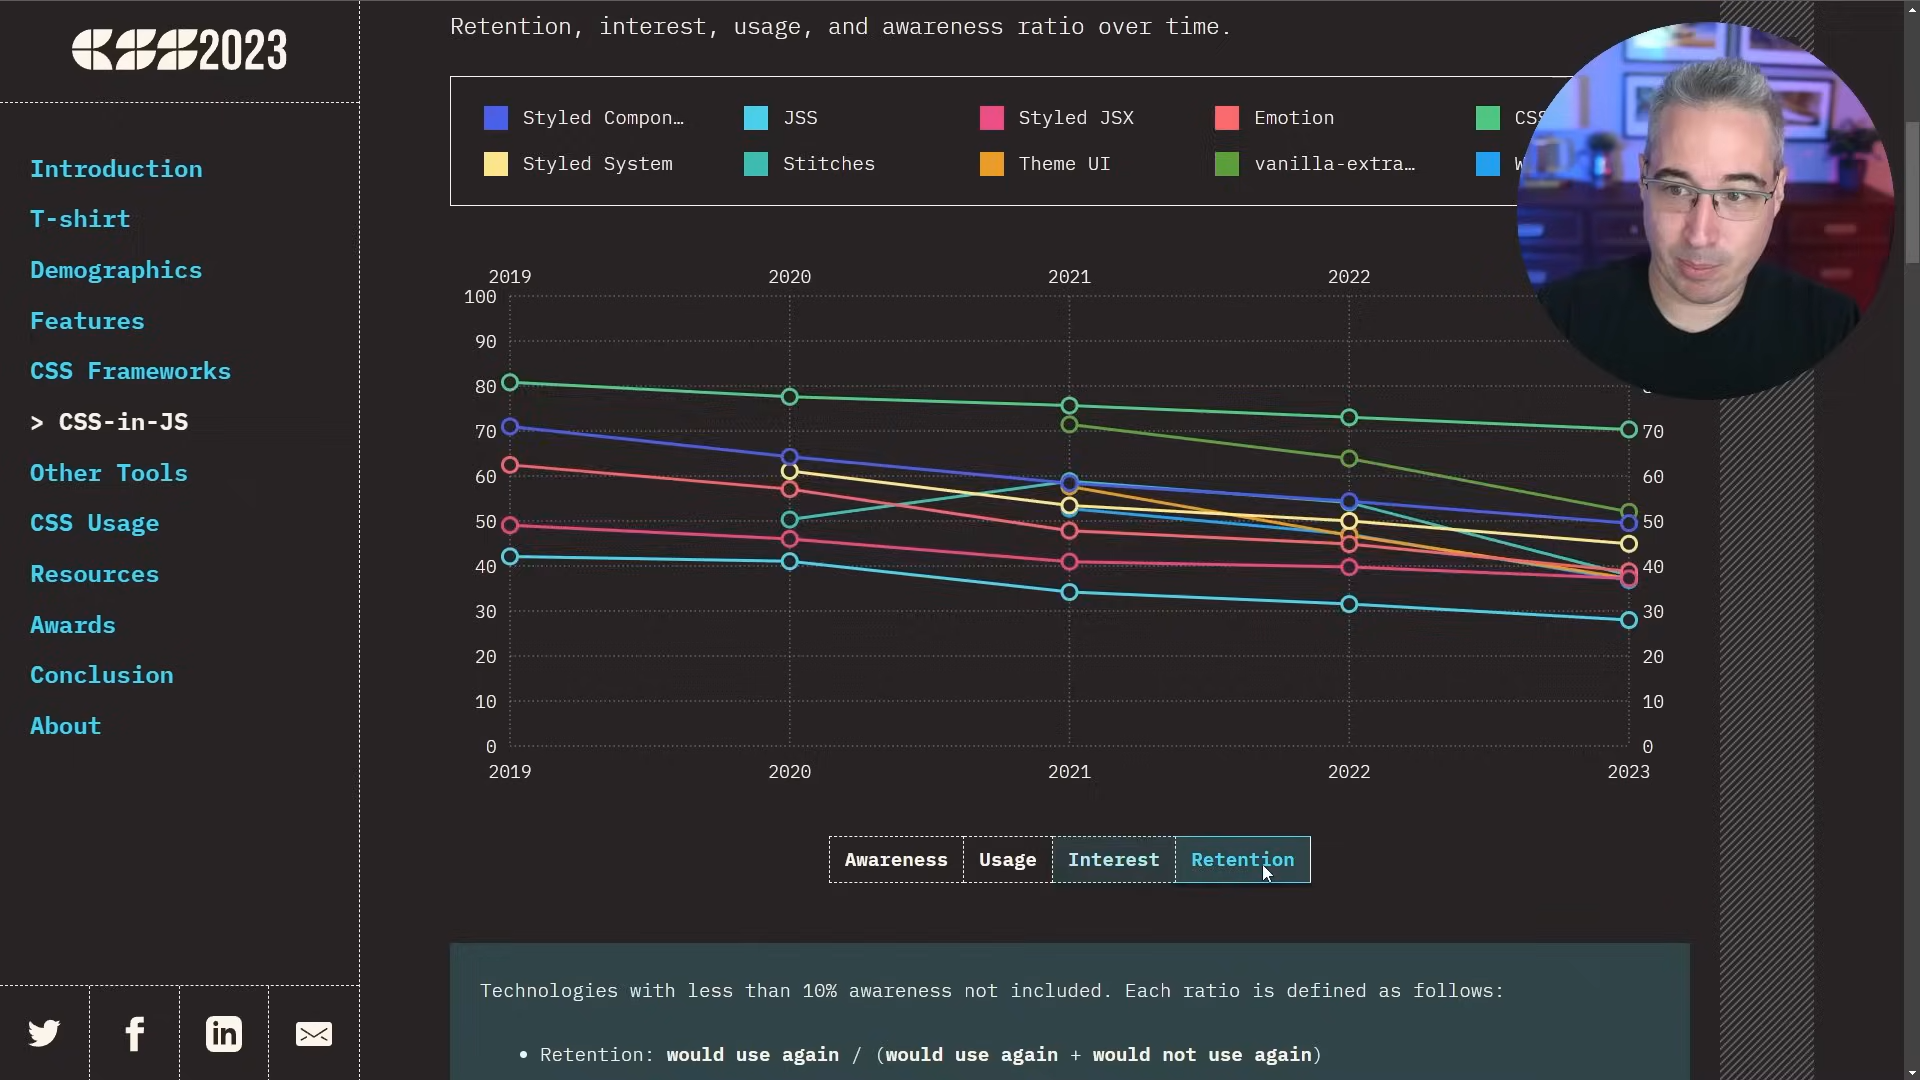 CSS2023
Introduction
T-shirt
Demographics
Features
CSS Frameworks
> CSS-in-JS
Other Tools
CSS Usage
Resources
Awards
Conclusion
About
Retention, interest, usage, and awareness ratio over time.
Styled Compon… JSS Styled JSX Emotion
Styled System Stitches Theme UI vanilla-extra…
2019 2020 2021 2022
100
90
80
70 70
60 60
50 50
40 40
30 30
20 20
10 10
0 0
2019 2020 2021 2022 2023
Awareness Usage Interest Retention
Technologies with less than 10% awareness not included. Each ratio is defined as follows:
• Retention: would use again / (would use again + would not use again)